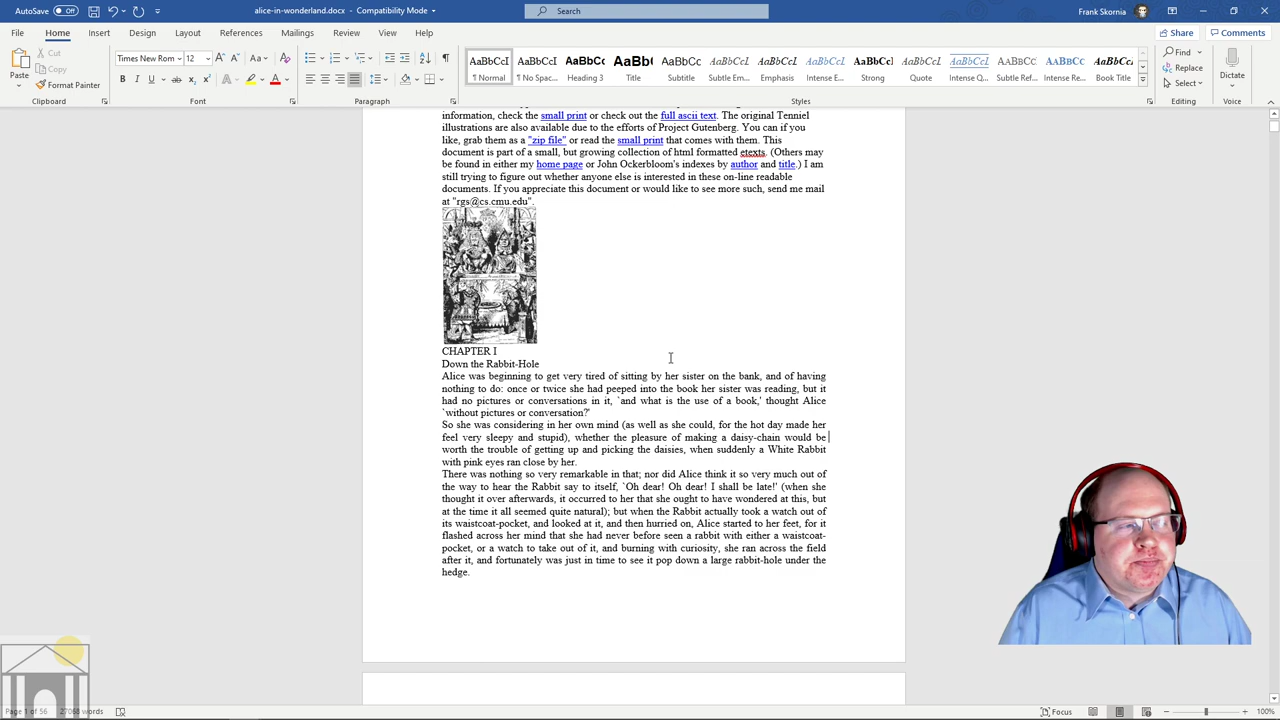 AutoSave Off alice-in-wonderland.docx - Compatibility Mode Search Frank Skornia
File Home Insert Design Layout References Mailings Review View Help Share Comments
Paste Cut Copy Format Painter Clipboard
Times New Rom 12 Aa B I U ab x2 x2 A A Font
Paragraph
AaBbCcI AaBbCcI AaBbCc AaBbC AaBbCc AaBbCcI AaBbCcI AaBbCcI AaBbCcI AaBbCcI AaBbCcI AaBbCc AaBbCc AaBbCc
¶ Normal ¶ No Spac... Heading 3 Title Subtitle Subtle Em... Emphasis Intense E... Strong Quote Intense Q... Subtle Ref... Intense Re... Book Title
Styles
Find Replace Select Editing
Dictate Voice
information, check the small print or check out the full ascii text. The original Tenniel
illustrations are also available due to the efforts of Project Gutenberg. You can if you
like, grab them as a "zip file" or read the small print that comes with them. This
document is part of a small, but growing collection of html formatted etexts. (Others may
be found in either my home page or John Ockerbloom's indexes by author and title.) I am
still trying to figure out whether anyone else is interested in these on-line readable
documents. If you appreciate this document or would like to see more such, send me mail
at "rgs@cs.cmu.edu".
CHAPTER I
Down the Rabbit-Hole
Alice was beginning to get very tired of sitting by her sister on the bank, and of having
nothing to do: once or twice she had peeped into the book her sister was reading, but it
had no pictures or conversations in it, `and what is the use of a book,' thought Alice
`without pictures or conversation?'
So she was considering in her own mind (as well as she could, for the hot day made her
feel very sleepy and stupid), whether the pleasure of making a daisy-chain would be
worth the trouble of getting up and picking the daisies, when suddenly a White Rabbit
with pink eyes ran close by her.
There was nothing so very remarkable in that; nor did Alice think it so very much out of
the way to hear the Rabbit say to itself, `Oh dear! Oh dear! I shall be late!' (when she
thought it over afterwards, it occurred to her that she ought to have wondered at this, but
at the time it all seemed quite natural); but when the Rabbit actually took a watch out of
its waistcoat-pocket, and looked at it, and then hurried on, Alice started to her feet, for it
flashed across her mind that she had never before seen a rabbit with either a waistcoat-
pocket, or a watch to take out of it, and burning with curiosity, she ran across the field
after it, and fortunately was just in time to see it pop down a large rabbit-hole under the
hedge.
Page 1 of 56 27068 words Focus 100%